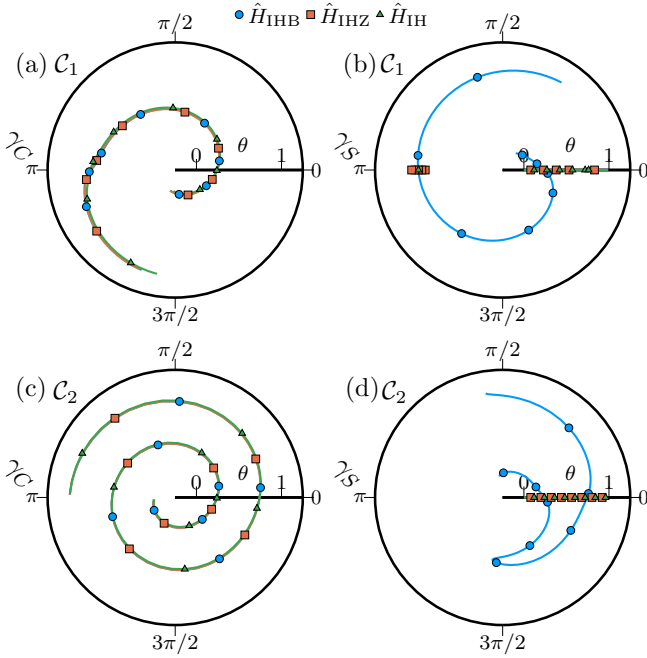 Ĥ_IHB Ĥ_IHZ Ĥ_IH
π/2 π/2
(a) C₁ (b) C₁
γ_C 0 θ 1 γ_S 0 θ 1
π 0 π 0
3π/2 3π/2
π/2 π/2
(c) C₂ (d) C₂
γ_C 0 θ 1 γ_S 0 θ 1
π 0 π 0
3π/2 3π/2